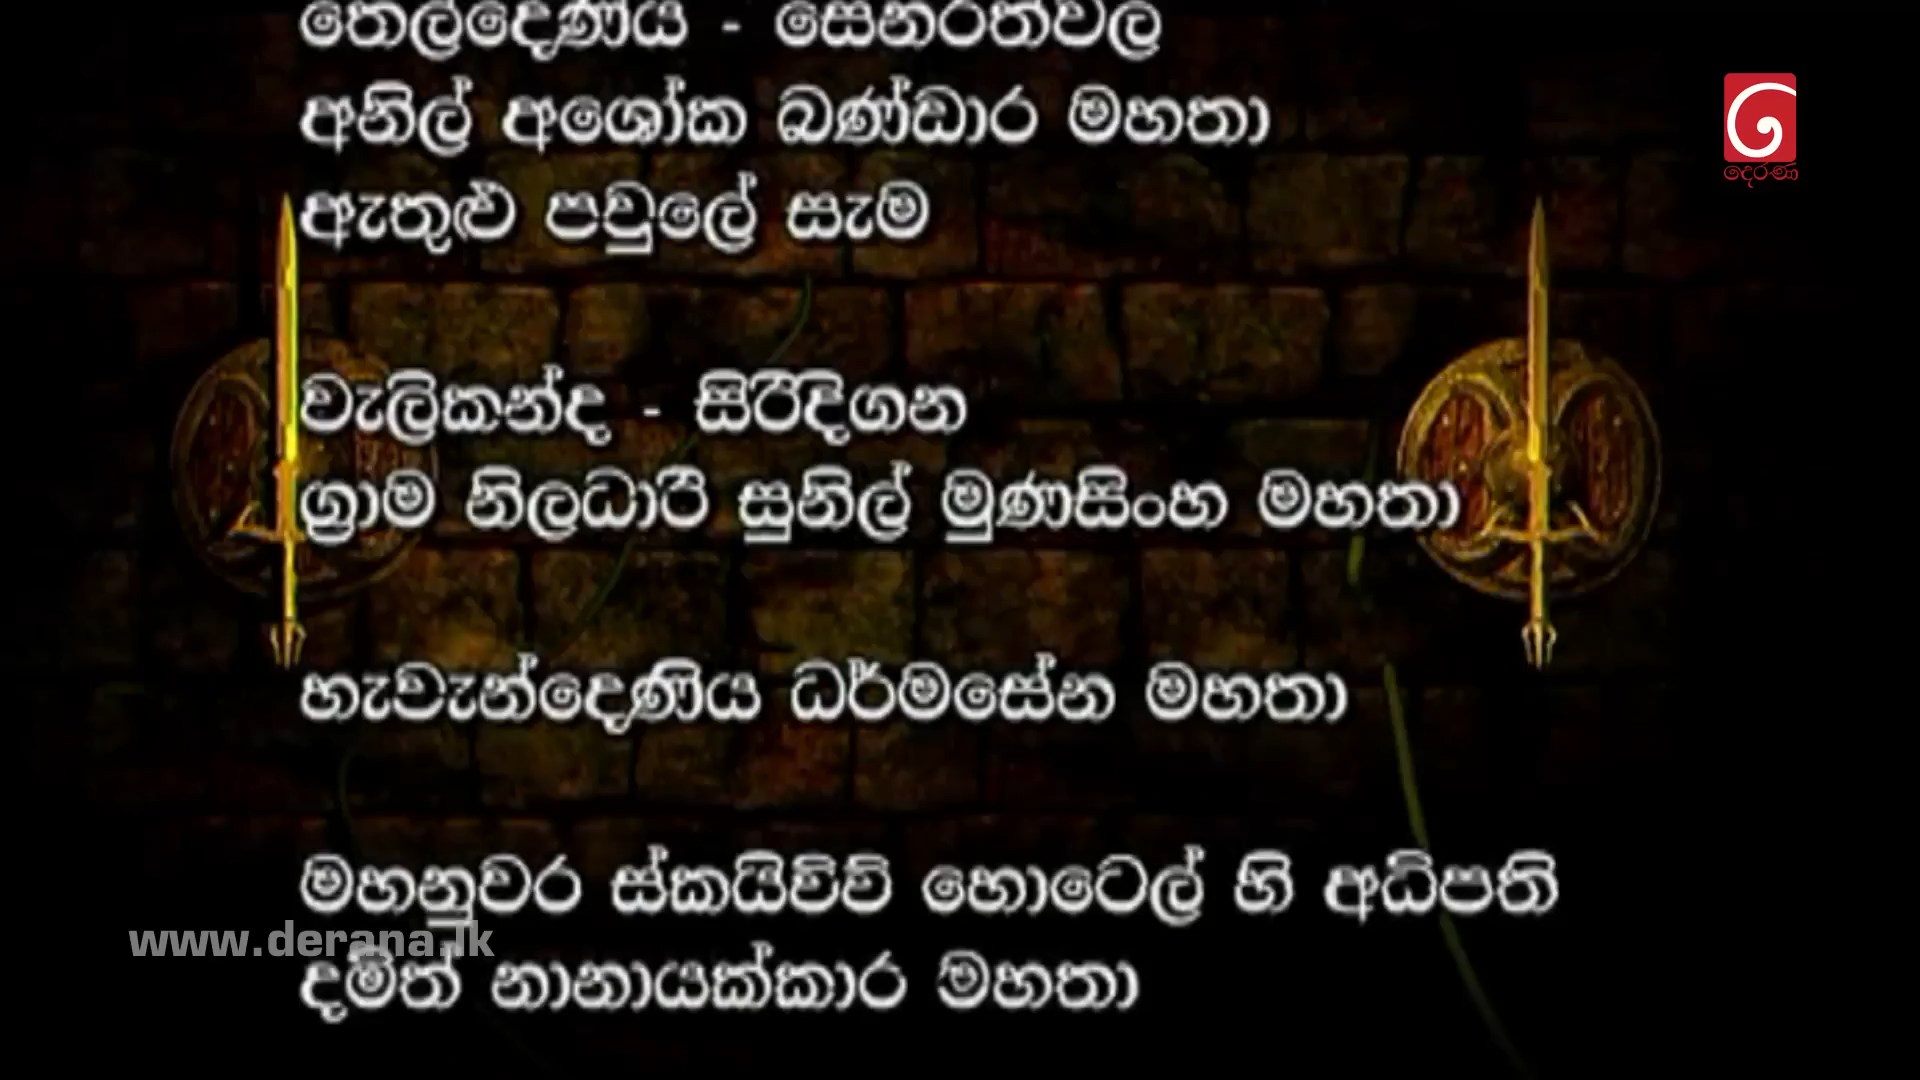 තෙල්දෙණිය - සෙනරත්වල
අනිල් අශෝක බණ්ඩාර මහතා
ඇතුළු පවුලේ සැම
දෙරණ
වැලිකන්ද - සිරිදිගන
ග්‍රාම නිලධාරී සුනිල් මුණසිංහ මහතා
හැවැන්දෙණිය ධර්මසේන මහතා
මහනුවර ස්කයිව්ව් හොටෙල් හි අධිපති
www.derana.lk
දමිත් නානායක්කාර මහතා